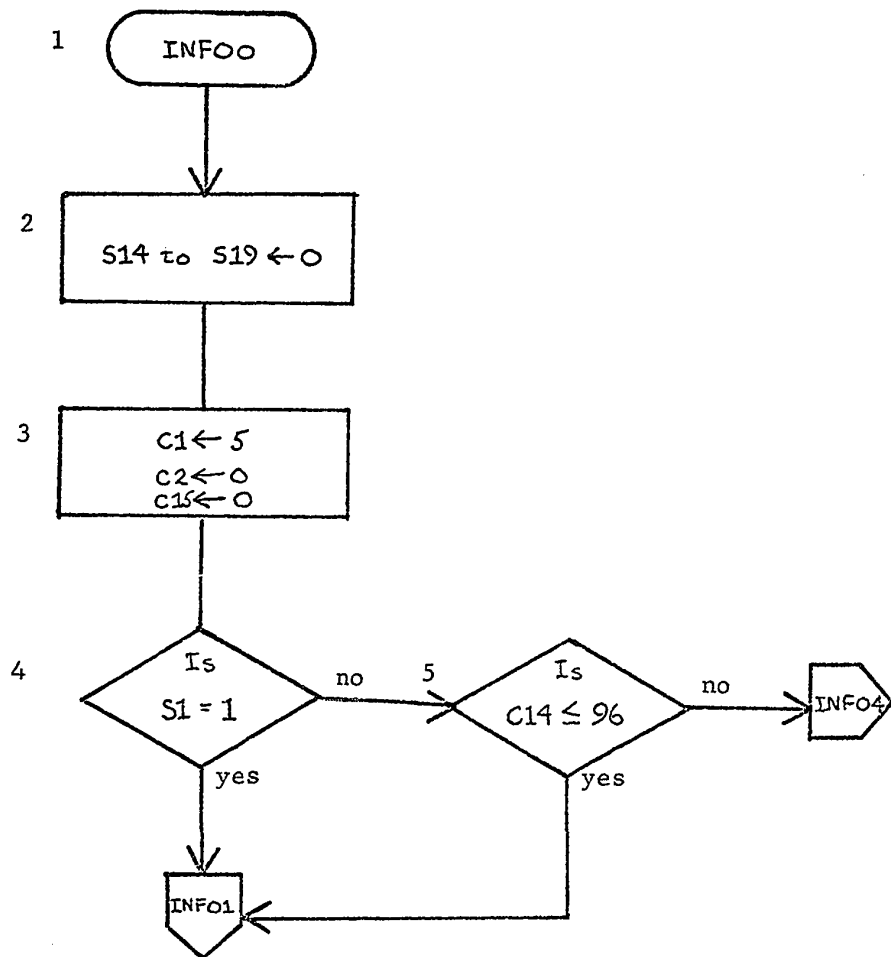 1
INFO0
2
S14 to S19 ← 0
3
C1 ← 5
C2 ← 0
C15 ← 0
4
Is
S1 = 1
no
5
Is
C14 ≤ 96
no
INFO4
yes
yes
INFO1